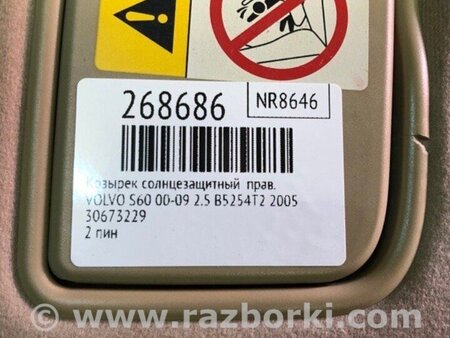 268686
NR8646
Козырек солнцезащитный прав.
VOLVO S60 00-09 2.5 B5254T2 2005
30673229
2 пин
© www.razborki.com